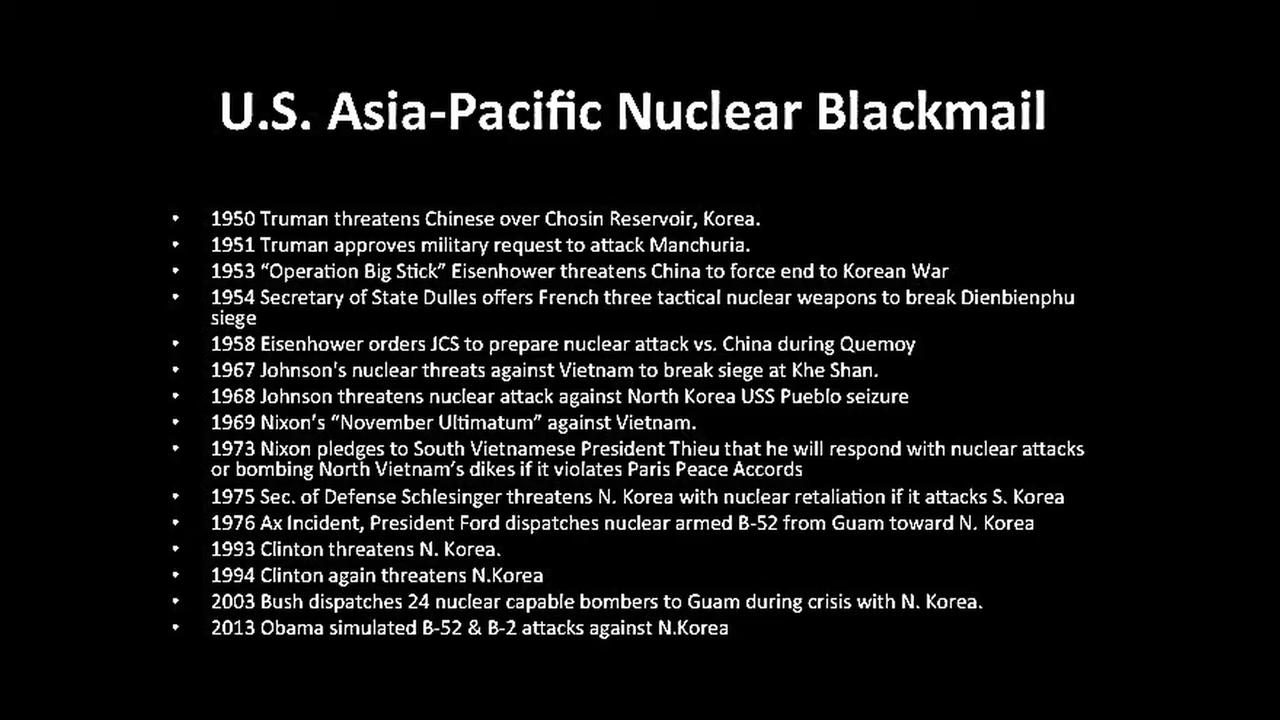 U.S. Asia-Pacific Nuclear Blackmail
• 1950 Truman threatens Chinese over Chosin Reservoir, Korea.
• 1951 Truman approves military request to attack Manchuria.
• 1953 “Operation Big Stick” Eisenhower threatens China to force end to Korean War
• 1954 Secretary of State Dulles offers French three tactical nuclear weapons to break Dienbienphu
siege
• 1958 Eisenhower orders JCS to prepare nuclear attack vs. China during Quemoy
• 1967 Johnson’s nuclear threats against Vietnam to break siege at Khe Shan.
• 1968 Johnson threatens nuclear attack against North Korea USS Pueblo seizure
• 1969 Nixon’s “November Ultimatum” against Vietnam.
• 1973 Nixon pledges to South Vietnamese President Thieu that he will respond with nuclear attacks
or bombing North Vietnam’s dikes if it violates Paris Peace Accords
• 1975 Sec. of Defense Schlesinger threatens N. Korea with nuclear retaliation if it attacks S. Korea
• 1976 Ax Incident, President Ford dispatches nuclear armed B-52 from Guam toward N. Korea
• 1993 Clinton threatens N. Korea.
• 1994 Clinton again threatens N.Korea
• 2003 Bush dispatches 24 nuclear capable bombers to Guam during crisis with N. Korea.
• 2013 Obama simulated B-52 & B-2 attacks against N.Korea